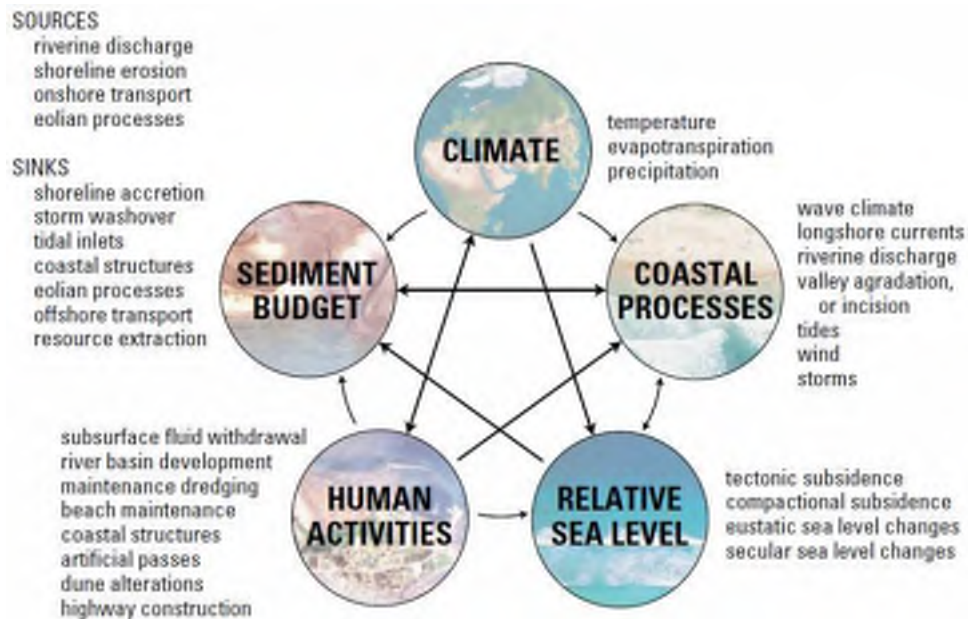 SOURCES
riverine discharge
shoreline erosion
onshore transport
eolian processes
SINKS
shoreline accretion
storm washover
tidal inlets
coastal structures
eolian processes
offshore transport
resource extraction
CLIMATE
temperature
evapotranspiration
precipitation
SEDIMENT
BUDGET
COASTAL
PROCESSES
wave climate
longshore currents
riverine discharge
valley agradation,
or incision
tides
wind
storms
subsurface fluid withdrawal
river basin development
maintenance dredging
beach maintenance
coastal structures
artificial passes
dune alterations
highway construction
HUMAN
ACTIVITIES
RELATIVE
SEA LEVEL
tectonic subsidence
compactional subsidence
eustatic sea level changes
secular sea level changes